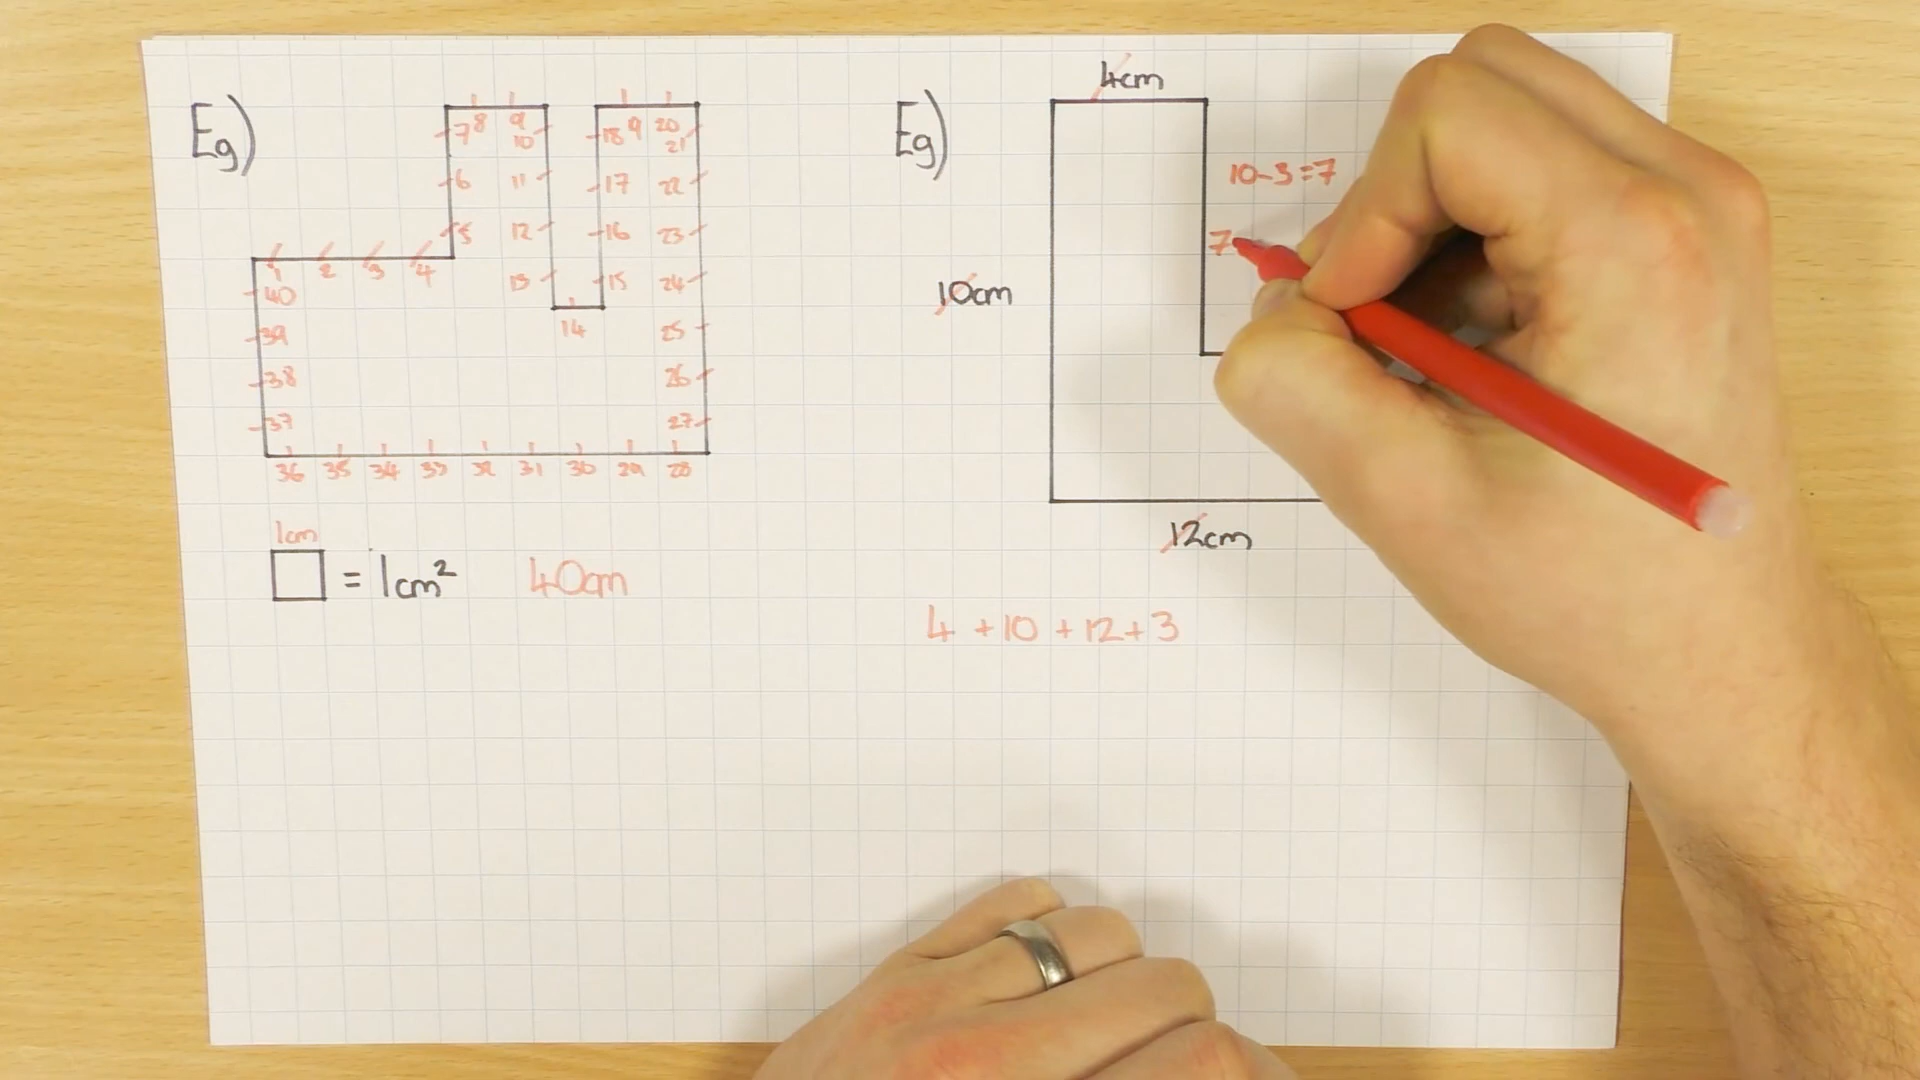 Eg)
7 8 9 10 18 9 20 21
6 11 17 22
5 12 16 23
1 2 3 4 13 15 24
40
14
39 25
38 26
37 27
36 35 34 33 32 31 30 29 28
1cm
= 1cm² 40cm
Eg)
4cm
10-3=7
7
10cm
12cm
4 +10 +12+3